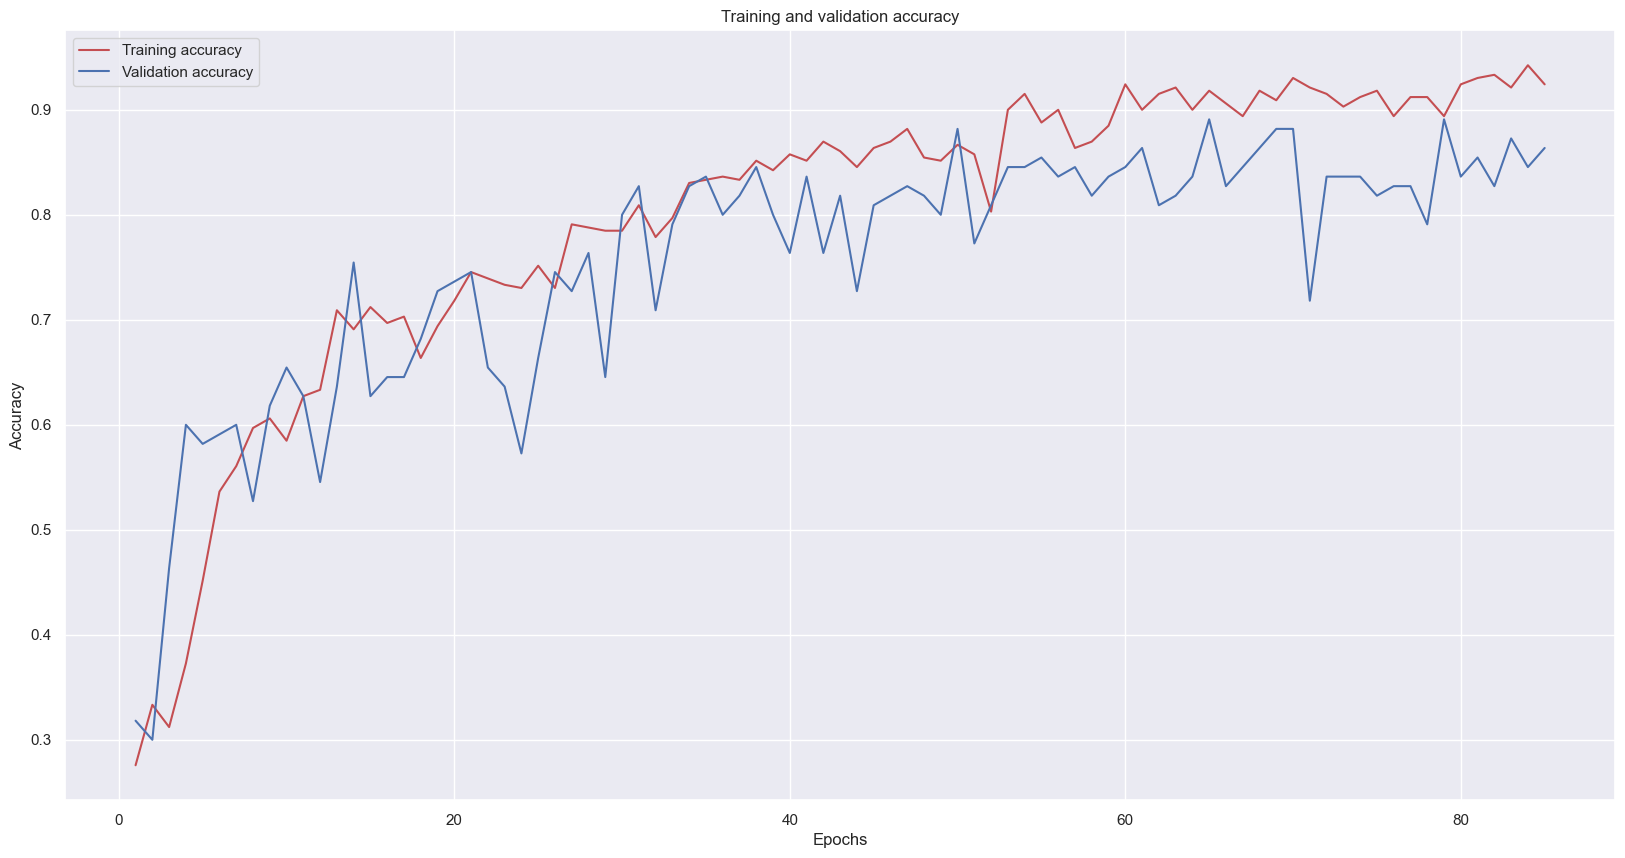 Training and validation accuracy
Training accuracy
Validation accuracy
0.9
0.8
0.7
0.6
0.5
0.4
0.3
Accuracy
0 20 40 60 80
Epochs